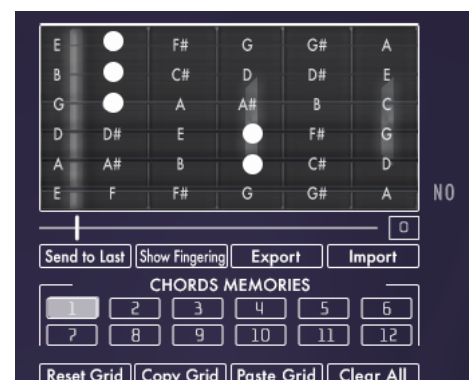 E F# G G# A
B C# D D# E
G A A# B C
D D# E F# G
A A# B C# D
E F F# G G# A
NO
0
Send to Last Show Fingering Export Import
CHORDS MEMORIES
1 2 3 4 5 6
7 8 9 10 11 12
Reset Grid Copy Grid Paste Grid Clear All